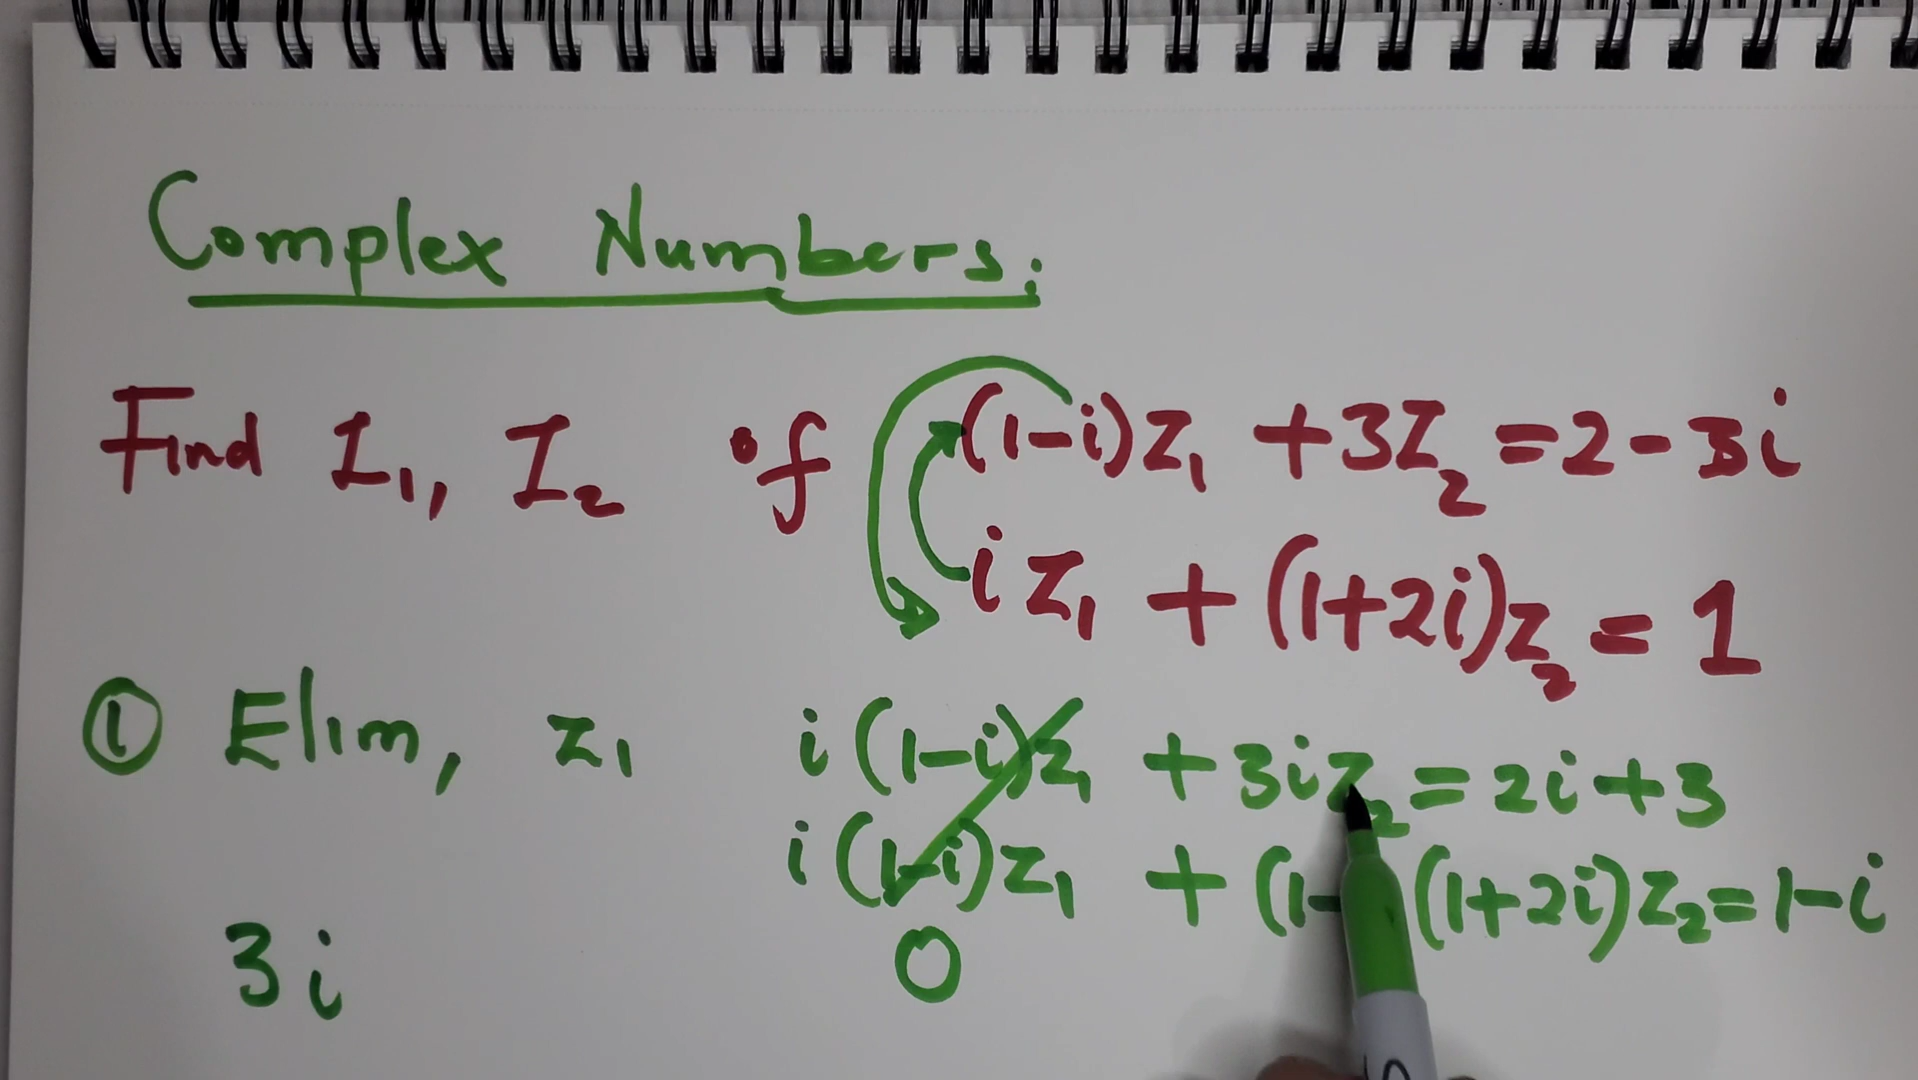 Complex Numbers:
Find Z₁, Z₂ of (1-i)Z₁ + 3Z₂ = 2 - 3i
iZ₁ + (1+2i)Z₂ = 1
① Elim, Z₁ i(1-i)Z₁ + 3iZ₂ = 2i + 3
i(1-i)Z₁ + (1- (1+2i)Z₂ = 1-i
3i 0